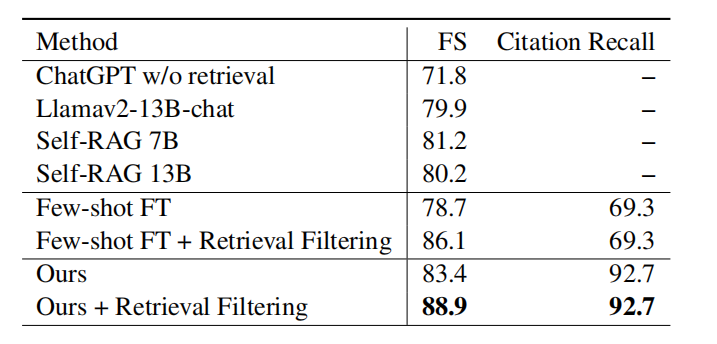 Method FS Citation Recall
ChatGPT w/o retrieval 71.8 –
Llamav2-13B-chat 79.9 –
Self-RAG 7B 81.2 –
Self-RAG 13B 80.2 –
Few-shot FT 78.7 69.3
Few-shot FT + Retrieval Filtering 86.1 69.3
Ours 83.4 92.7
Ours + Retrieval Filtering 88.9 92.7